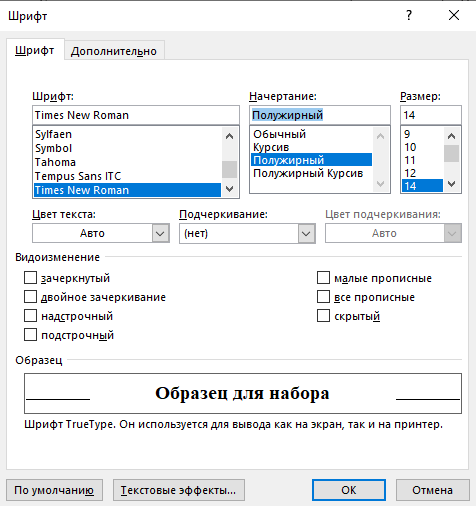 Шрифт
? ×
Шрифт Дополнительно
Шрифт: Начертание: Размер:
Times New Roman Полужирный 14
Sylfaen Обычный 9
Symbol Курсив 10
Tahoma Полужирный 11
Tempus Sans ITC Полужирный Курсив 12
Times New Roman 14
Цвет текста: Подчеркивание: Цвет подчеркивания:
Авто (нет) Авто
Видоизменение
зачеркнутый малые прописные
двойное зачеркивание все прописные
надстрочный скрытый
подстрочный
Образец
Образец для набора
Шрифт TrueType. Он используется для вывода как на экран, так и на принтер.
По умолчанию Текстовые эффекты... ОК Отмена